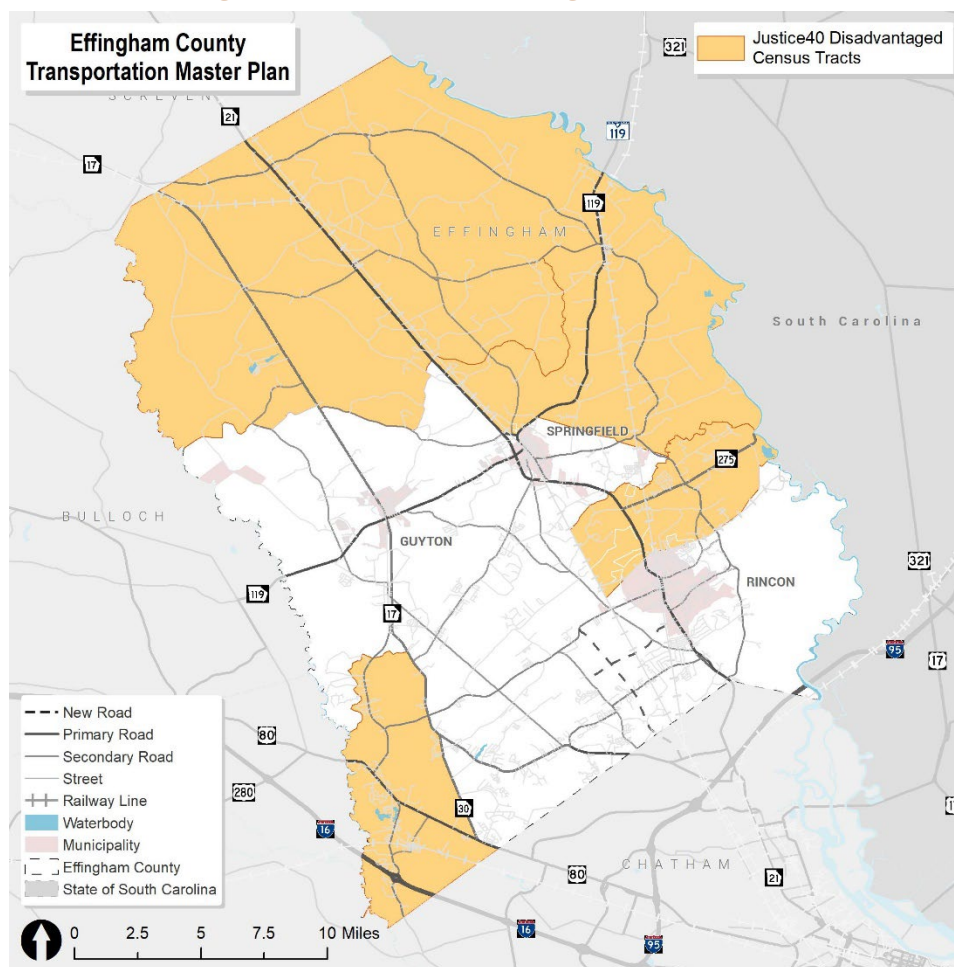 Effingham County
Transportation Master Plan
Justice40 Disadvantaged
Census Tracts
321
SCREVEN
21
119
17
119
EFFINGHAM
South Carolina
SPRINGFIELD
275
BULLOCH
GUYTON
RINCON
321
119
17
95
17
New Road
Primary Road
Secondary Road
Street
Railway Line
Waterbody
Municipality
Effingham County
State of South Carolina
80
280
16
30
CHATHAM
80
21
16
95
0 2.5 5 7.5 10 Miles